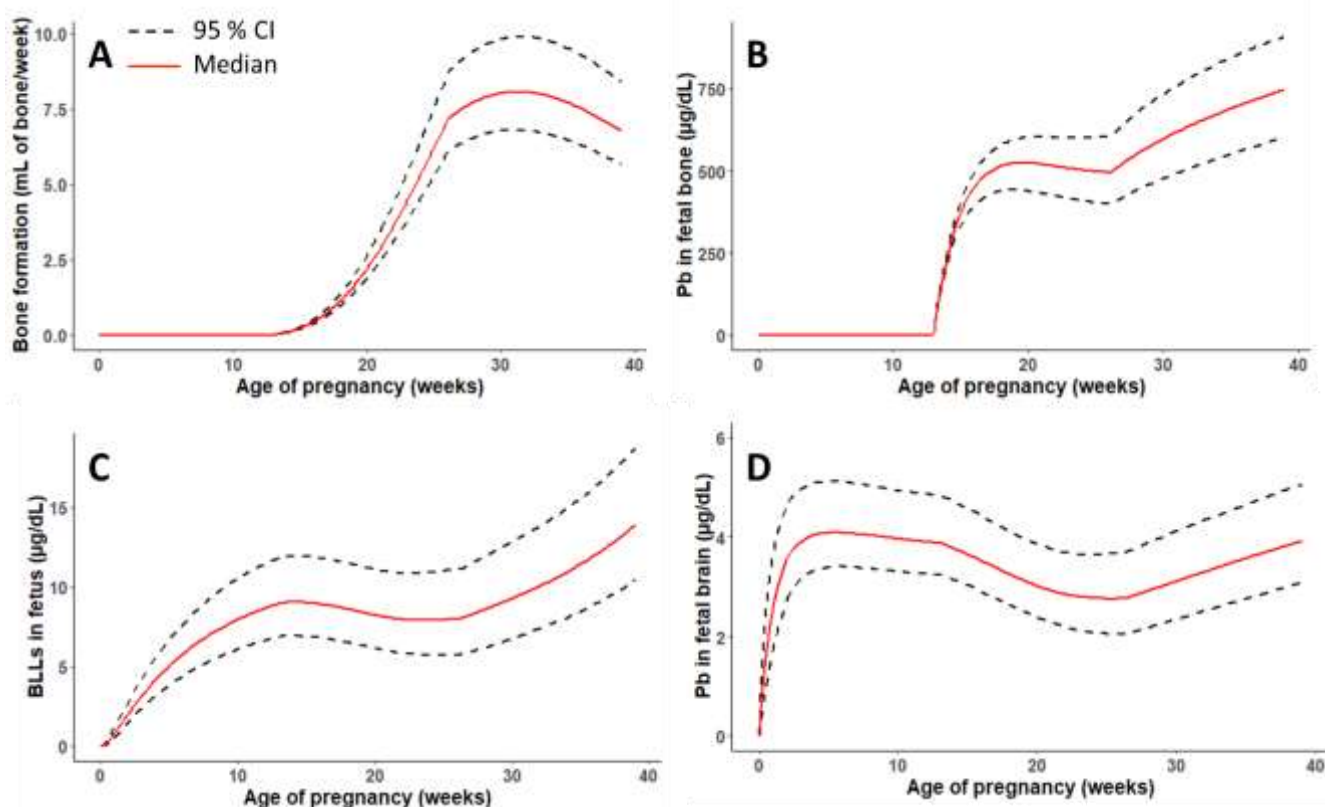 A
95 % CI
Median
Bone formation (mL of bone/week)
10.0
7.5
5.0
2.5
0.0
0 10 20 30 40
Age of pregnancy (weeks)
B
Pb in fetal bone (µg/dL)
750
500
250
0
0 10 20 30 40
Age of pregnancy (weeks)
C
BLLs in fetus (µg/dL)
15
10
5
0
0 10 20 30 40
Age of pregnancy (weeks)
D
Pb in fetal brain (µg/dL)
6
4
2
0
0 10 20 30 40
Age of pregnancy (weeks)